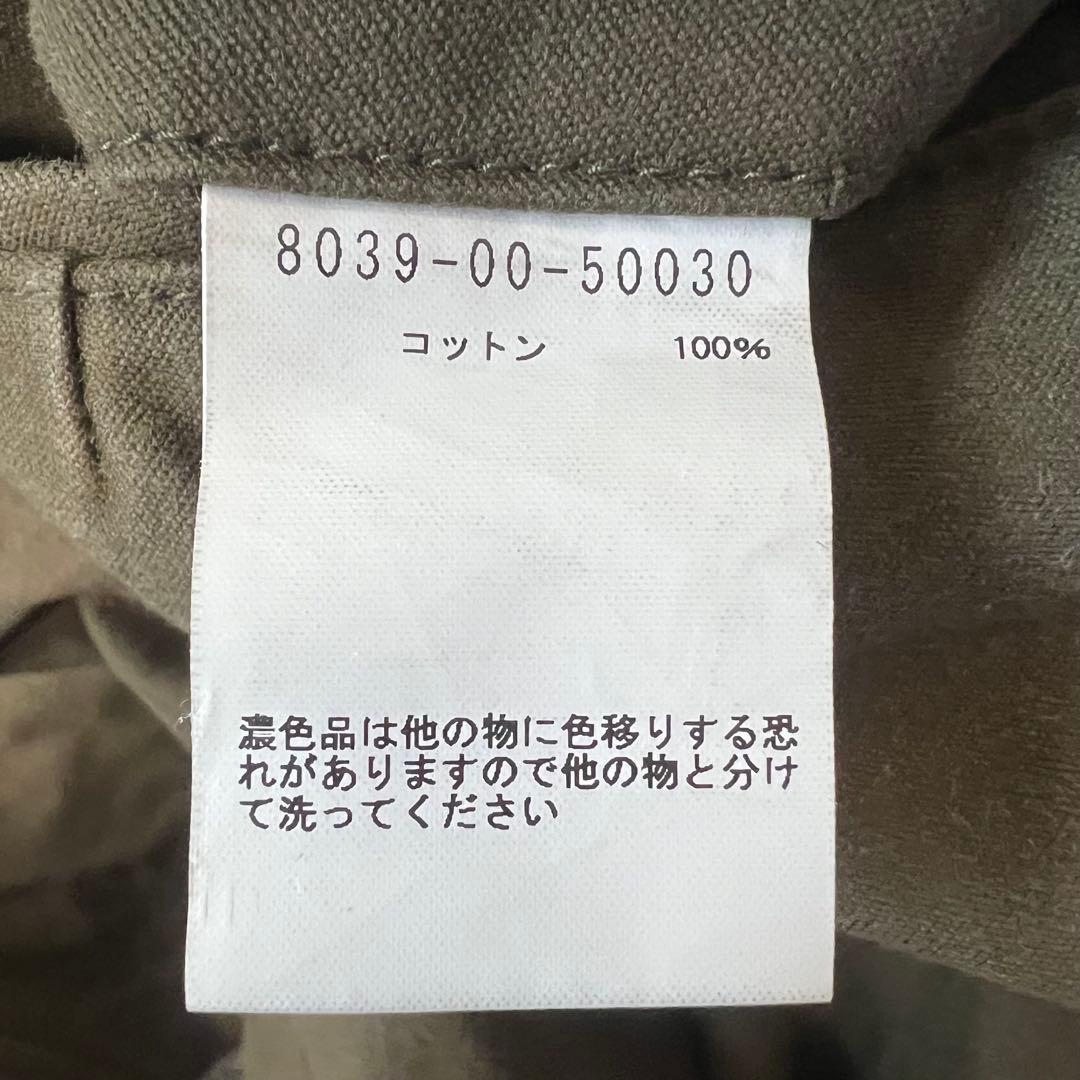 8039-00-50030
コットン 100%
濃色品は他の物に色移りする恐
れがありますので他の物と分け
て洗ってください